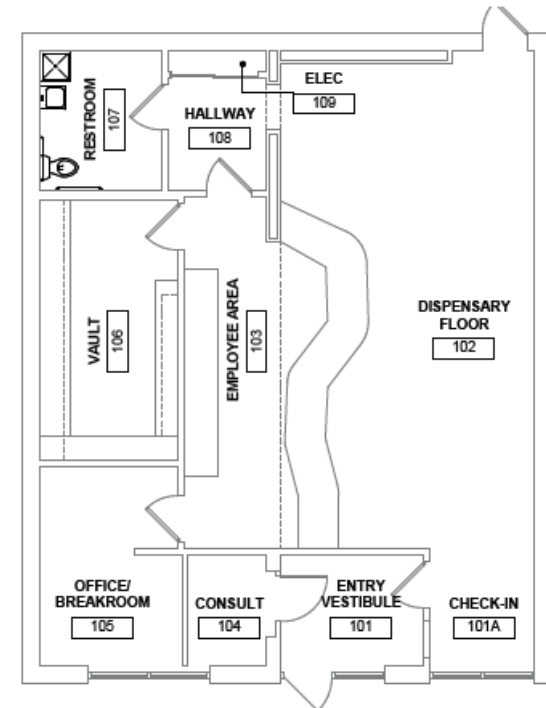 ELEC
109
RESTROOM
107
HALLWAY
108
DISPENSARY
FLOOR
102
VAULT
106
EMPLOYEE AREA
103
OFFICE/
BREAKROOM
105
CONSULT
104
ENTRY
VESTIBULE
101
CHECK-IN
101A